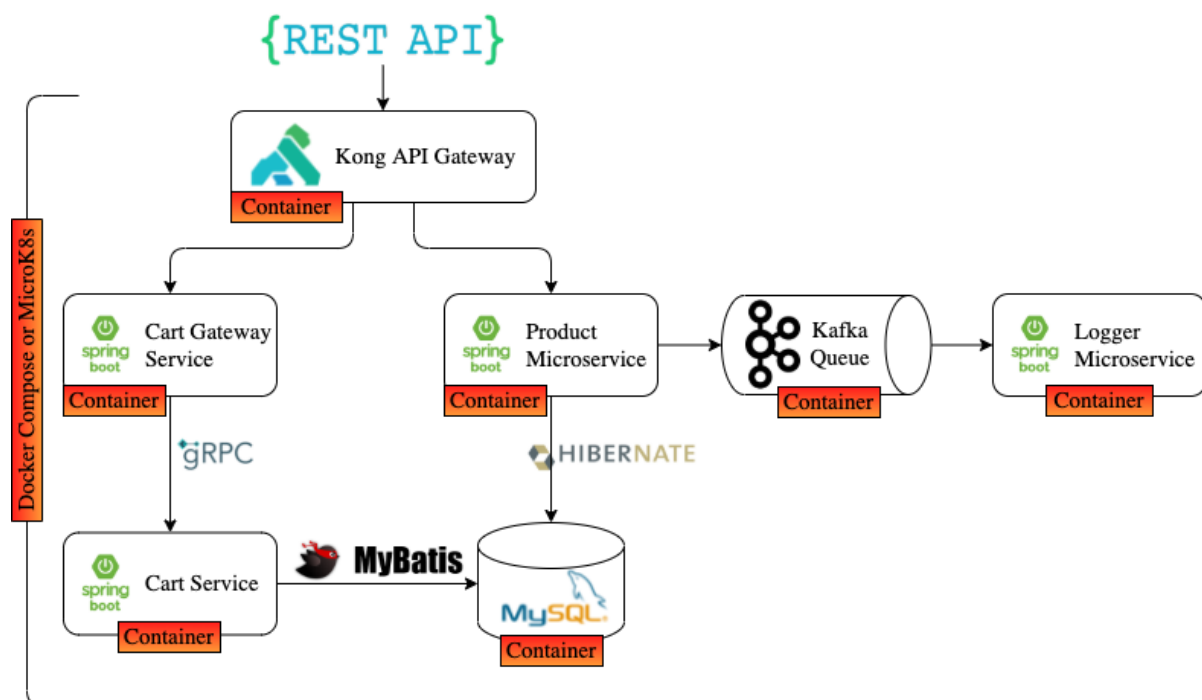 {REST API}
Kong API Gateway
Container
Docker Compose or MicroK8s
spring
boot
Cart Gateway
Service
Container
spring
boot
Product
Microservice
Container
Kafka
Queue
Container
spring
boot
Logger
Microservice
Container
gRPC
HIBERNATE
spring
boot
Cart Service
Container
MyBatis
MySQL
Container